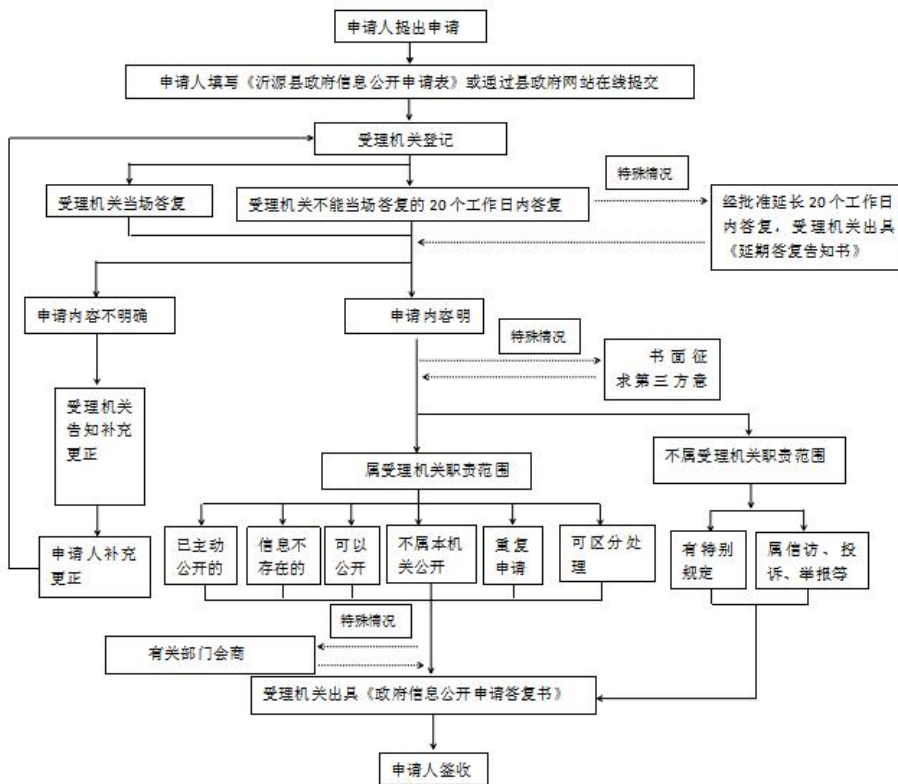 申请人提出申请
申请人填写《沂源县政府信息公开申请表》或通过县政府网站在线提交
受理机关登记
特殊情况
受理机关当场答复
受理机关不能当场答复的20个工作日内答复
经批准延长20个工作日
内答复，受理机关出具
《延期答复告知书》
申请内容不明确
申请内容明
特殊情况
书面征
求第三方意
受理机关
告知补充
更正
属受理机关职责范围
不属受理机关职责范围
申请人补充
更正
已主动
公开的
信息不
存在的
可以
公开
不属本机
关公开
重复
申请
可区分处
理
有特别
规定
属信访、投
诉、举报等
特殊情况
有关部门会商
受理机关出具《政府信息公开申请答复书》
申请人签收